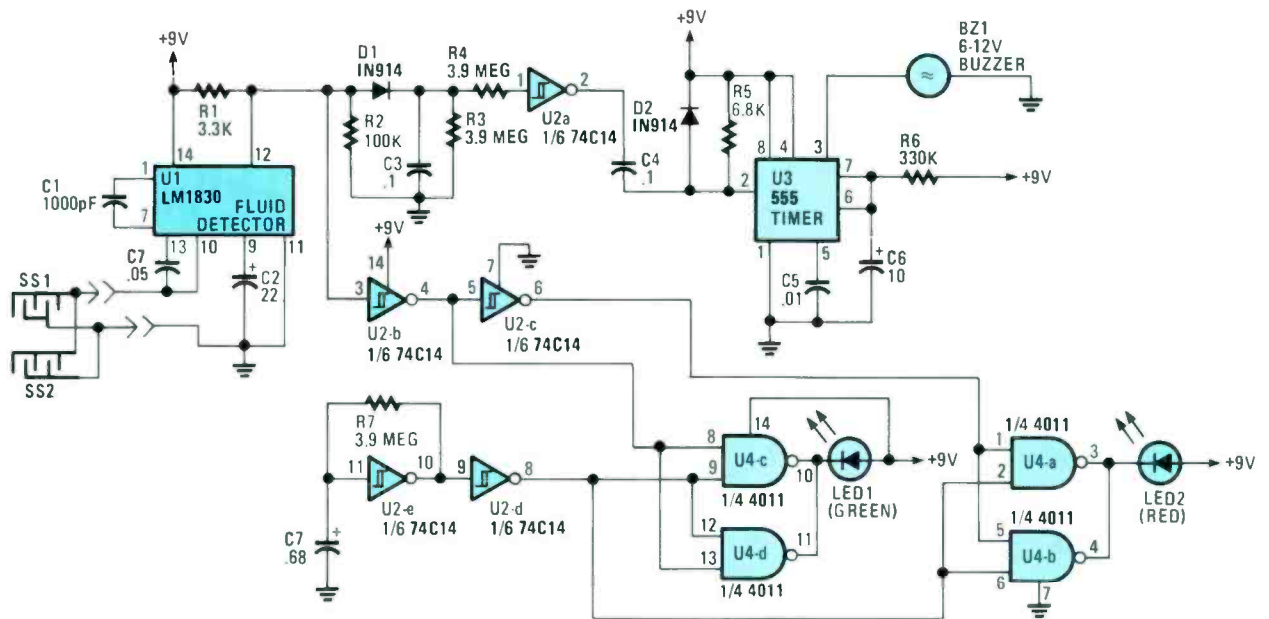 +9V
R1
3.3K
14
12
1
C1
1000pF
7
U1
LM1830
FLUID
DETECTOR
13
10
9
11
C7
.05
+
C2
22
SS1
SS2
D1
IN914
R2
100K
C3
.1
R3
3.9 MEG
R4
3.9 MEG
1
2
U2a
1/6 74C14
C4
.1
+9V
D2
IN914
R5
6.8K
8
4
3
2
U3
555
TIMER
7
6
1
5
C5
.01
+
C6
10
R6
330K
+9V
BZ1
6-12V
BUZZER
≈
+9V
14
3
4
U2-b
1/6 74C14
7
5
6
U2-c
1/6 74C14
R7
3.9 MEG
11
10
U2-e
1/6 74C14
9
8
U2-d
1/6 74C14
C7
.68
+
14
8
9
U4-c
10
1/4 4011
LED1
(GREEN)
+9V
12
13
U4-d
11
1/4 4011
1/4 4011
1
2
U4-a
3
LED2
(RED)
+9V
1/4 4011
5
6
U4-b
4
7